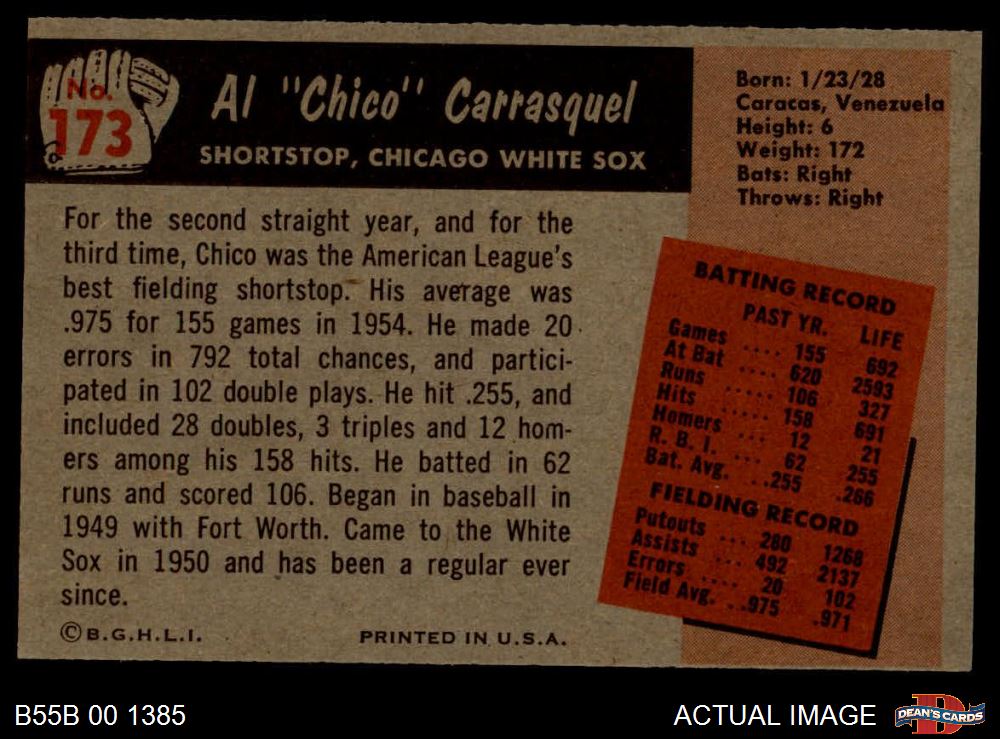 No.
173
Al "Chico" Carrasquel
SHORTSTOP, CHICAGO WHITE SOX
Born: 1/23/28
Caracas, Venezuela
Height: 6
Weight: 172
Bats: Right
Throws: Right
For the second straight year, and for the
third time, Chico was the American League's
best fielding shortstop. His average was
.975 for 155 games in 1954. He made 20
errors in 792 total chances, and partici-
pated in 102 double plays. He hit .255, and
included 28 doubles, 3 triples and 12 hom-
ers among his 158 hits. He batted in 62
runs and scored 106. Began in baseball in
1949 with Fort Worth. Came to the White
Sox in 1950 and has been a regular ever
since.
BATTING RECORD
PAST YR. LIFE
Games .... 155 692
At Bat .... 620 2593
Runs ..... 106 327
Hits ..... 158 691
Homers ... 12 21
R. B. I. ... 62 255
Bat. Avg. ..255 .266
FIELDING RECORD
Putouts ... 280 1268
Assists ... 492 2137
Errors .... 20 102
Field Avg. ..975 .971
© B.G.H.L.I. PRINTED IN U.S.A.
B55B 00 1385
ACTUAL IMAGE
D
DEAN'S CARDS